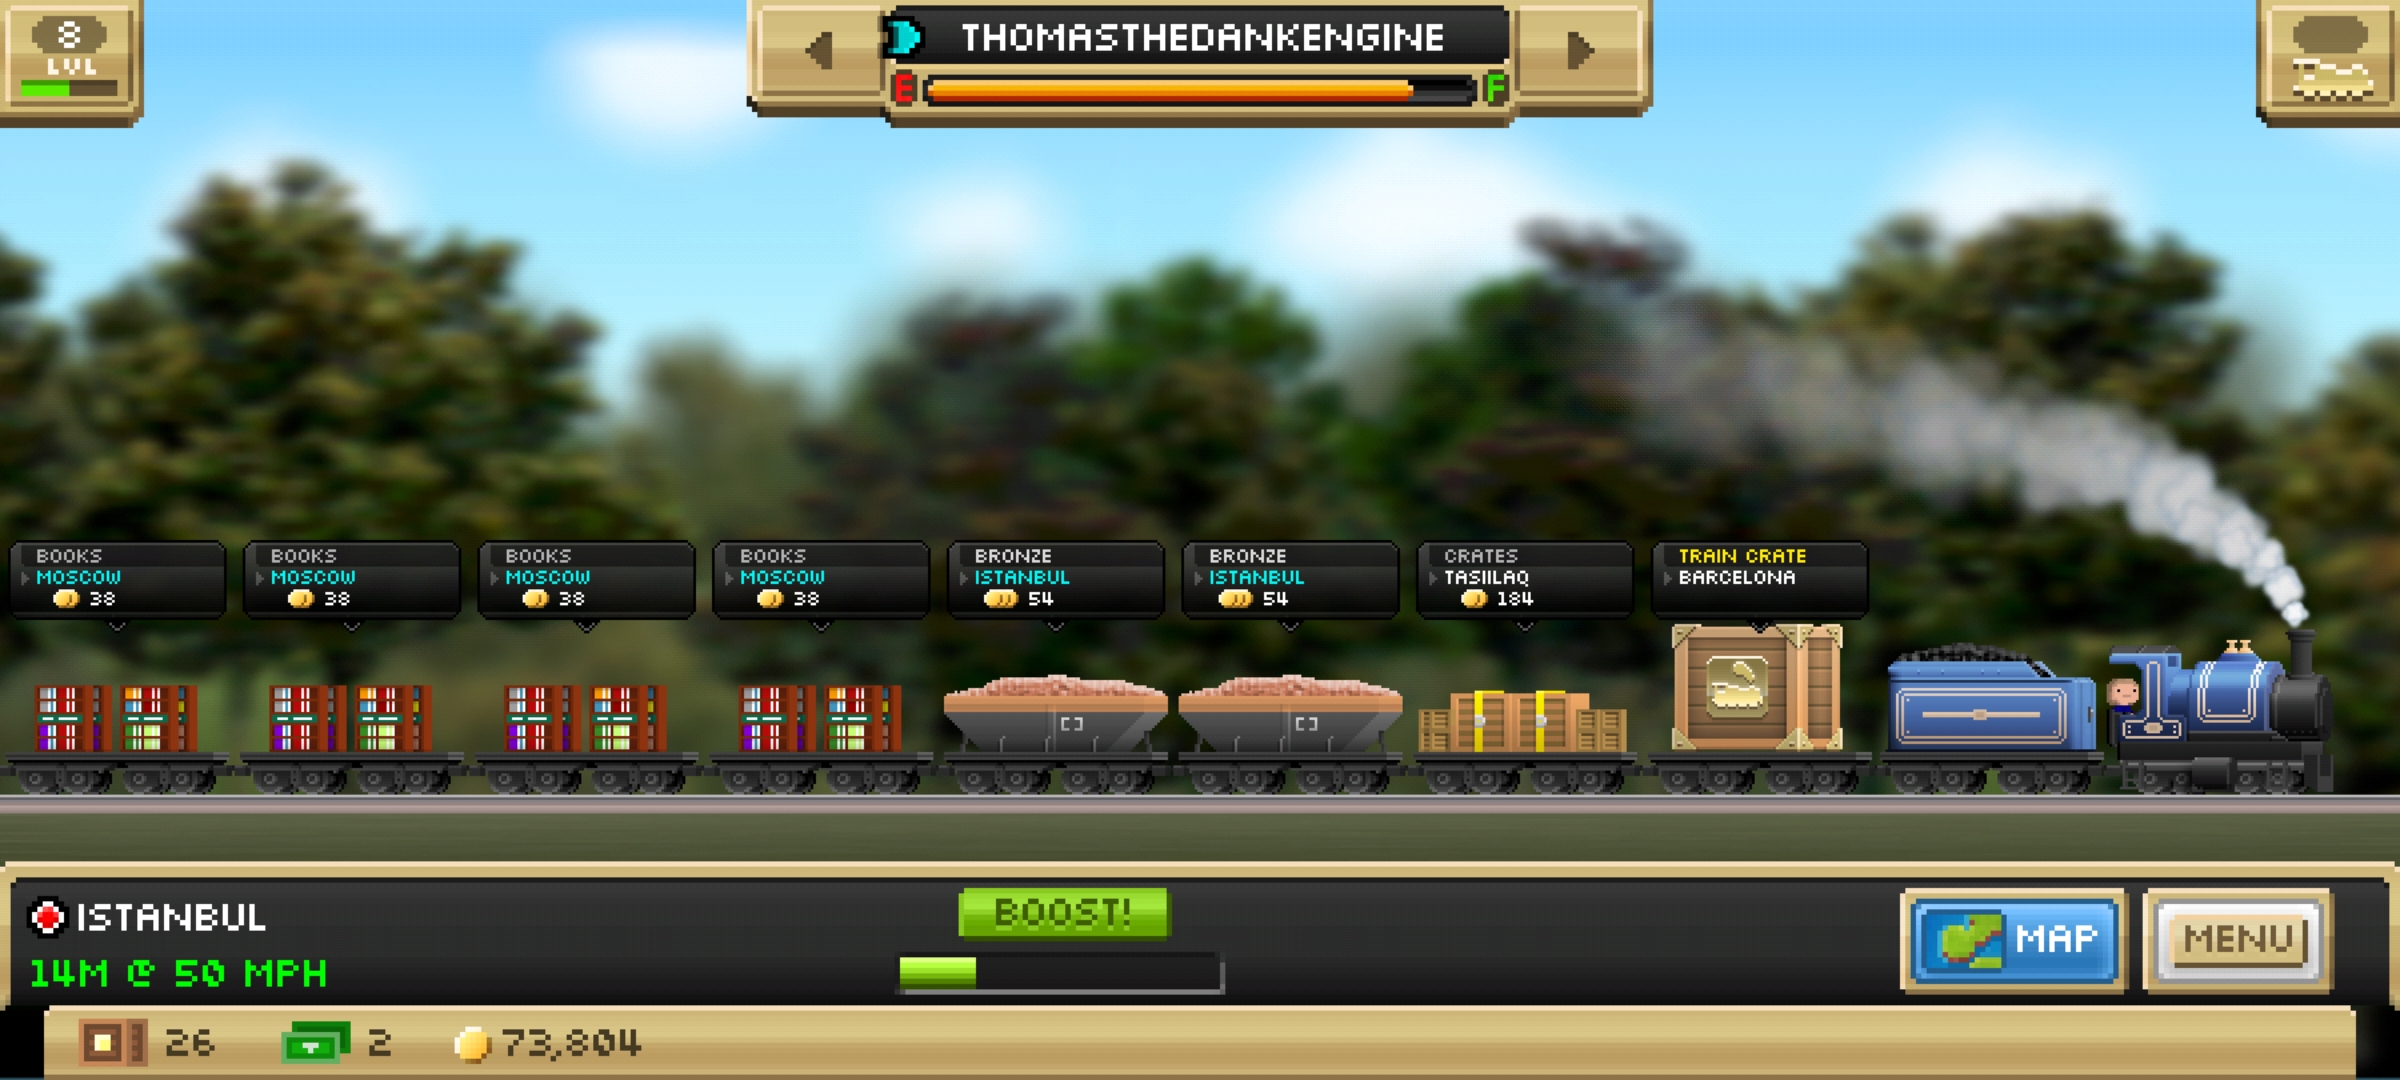 8
LVL
THOMASTHEDANKENGINE
E F
BOOKS
MOSCOW
38
BOOKS
MOSCOW
38
BOOKS
MOSCOW
38
BOOKS
MOSCOW
38
BRONZE
ISTANBUL
54
BRONZE
ISTANBUL
54
CRATES
TASIILAQ
184
TRAIN CRATE
BARCELONA
ISTANBUL
14M @ 50 MPH
BOOST!
MAP
MENU
26
2
73,804